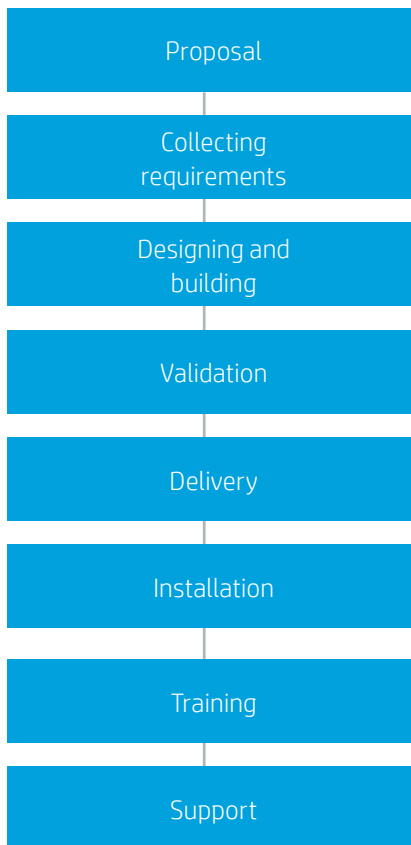 Proposal
Collecting
requirements
Designing and
building
Validation
Delivery
Installation
Training
Support